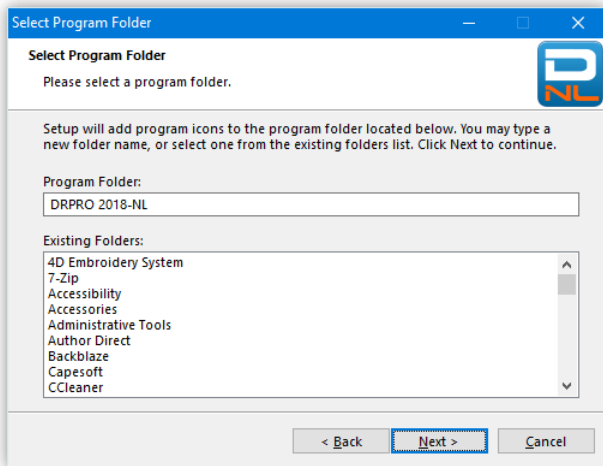 Select Program Folder
Select Program Folder
Please select a program folder.
D
NL
Setup will add program icons to the program folder located below. You may type a
new folder name, or select one from the existing folders list. Click Next to continue.
Program Folder:
DRPRO 2018-NL
Existing Folders:
4D Embroidery System
7-Zip
Accessibility
Accessories
Administrative Tools
Author Direct
Backblaze
Capesoft
CCleaner
< Back Next > Cancel